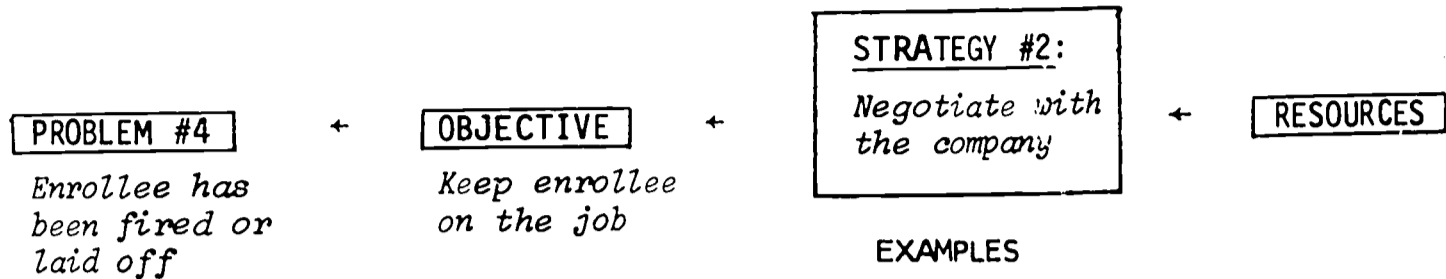 PROBLEM #4
Enrollee has
been fired or
laid off
←
OBJECTIVE
Keep enrollee
on the job
←
STRATEGY #2:
Negotiate with
the company
EXAMPLES
←
RESOURCES